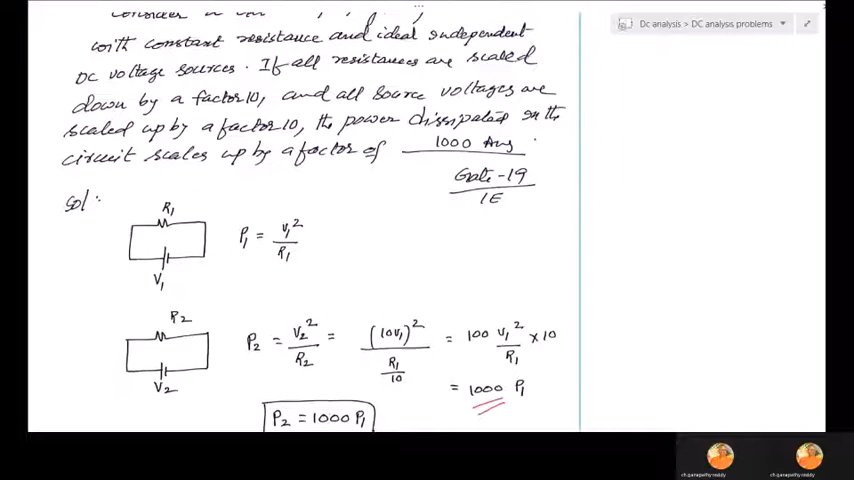 with constant resistance and ideal independent
DC voltage sources. If all resistances are scaled
down by a factor 10, and all source voltages are
scaled up by a factor 10, the power dissipated in the
circuit scales up by a factor of 1000 Ans
Gate-19
IE
Sol:
R₁
P₁ = V₁² / R₁
V₁
R₂
P₂ = V₂² / R₂ = (10V₁)² / (R₁ / 10) = 100 V₁² / R₁ × 10
V₂
= 1000 P₁
P₂ = 1000 P₁
Dc analysis > DC analysis problems
ch.ganapathy reddy
ch.ganapathy reddy